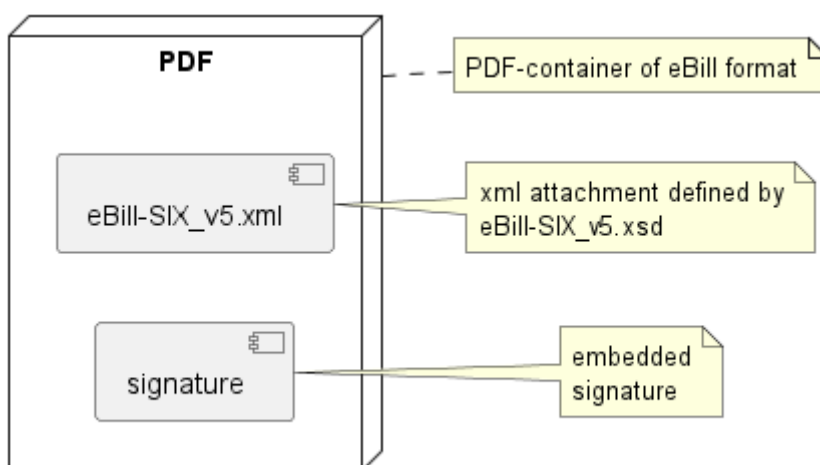 PDF
PDF-container of eBill format
eBill-SIX_v5.xml
xml attachment defined by
eBill-SIX_v5.xsd
signature
embedded
signature